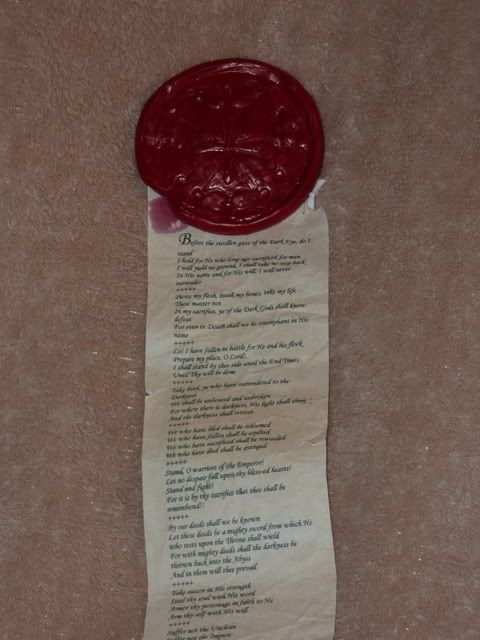 Before the swollen gaze of the Dark Eye, do I
stand
I hold for He who long ago sacrificed for man
I will yield no ground, I shall take no step back
In His name and for His will, I will never
surrender
+++++
Pierce my flesh, break my bones, take my life
These matter not
In my sacrifice, ye of the Dark Gods shall know
defeat
For even in Death shall we be triumphant in His
name
+++++
Lo! I have fallen in battle for He and his flock
Prepare my place, O Lord!
I shall stand by thee side until the End Times
Until Thy will be done
+++++
Take heed, ye who have surrendered to the
Darkness
We shall be unbowed and unbroken
For where there is darkness, His light shall shine
And the darkness shall retreat
+++++
We who have bled shall be redeemed
We who have fallen shall be exalted
We who have sacrificed shall be rewarded
We who have died shall be avenged
+++++
Stand, O warriors of the Emperor!
Let no despair fall upon thy blessed hearts!
Stand and fight!
For it is by thy sacrifice that thee shall be
remembered!!
+++++
By our deeds shall we be known
Let these deeds be a mighty sword from which He
who rests upon the Throne shall wield
For with mighty deeds shall the darkness be
thrown back into the Abyss
And in them will they prevail
+++++
Take succor in His strength
Steel thy soul with His word
Armor thy personage in faith to He
Arm thy self with His will
+++++
Suffer not the Unclean
Suffer not the Impure